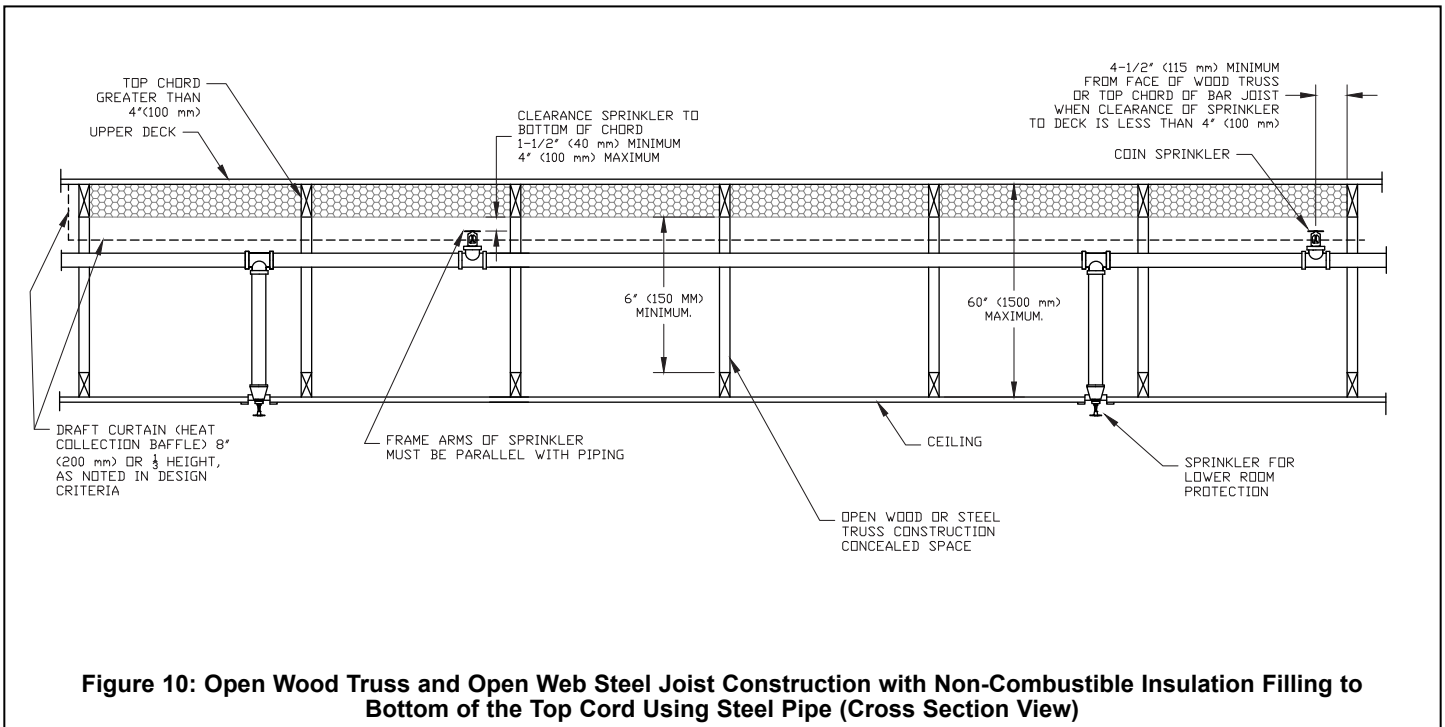 TOP CHORD
GREATER THAN
4"(100 mm)
UPPER DECK
CLEARANCE SPRINKLER TO
BOTTOM OF CHORD
1-1/2" (40 mm) MINIMUM
4" (100 mm) MAXIMUM
4-1/2" (115 mm) MINIMUM
FROM FACE OF WOOD TRUSS
OR TOP CHORD OF BAR JOIST
WHEN CLEARANCE OF SPRINKLER
TO DECK IS LESS THAN 4" (100 mm)
COIN SPRINKLER
6" (150 MM)
MINIMUM.
60" (1500 mm)
MAXIMUM.
DRAFT CURTAIN (HEAT
COLLECTION BAFFLE) 8"
(200 mm) OR 1/3 HEIGHT,
AS NOTED IN DESIGN
CRITERIA
FRAME ARMS OF SPRINKLER
MUST BE PARALLEL WITH PIPING
CEILING
SPRINKLER FOR
LOWER ROOM
PROTECTION
OPEN WOOD OR STEEL
TRUSS CONSTRUCTION
CONCEALED SPACE
Figure 10: Open Wood Truss and Open Web Steel Joist Construction with Non-Combustible Insulation Filling to
Bottom of the Top Cord Using Steel Pipe (Cross Section View)